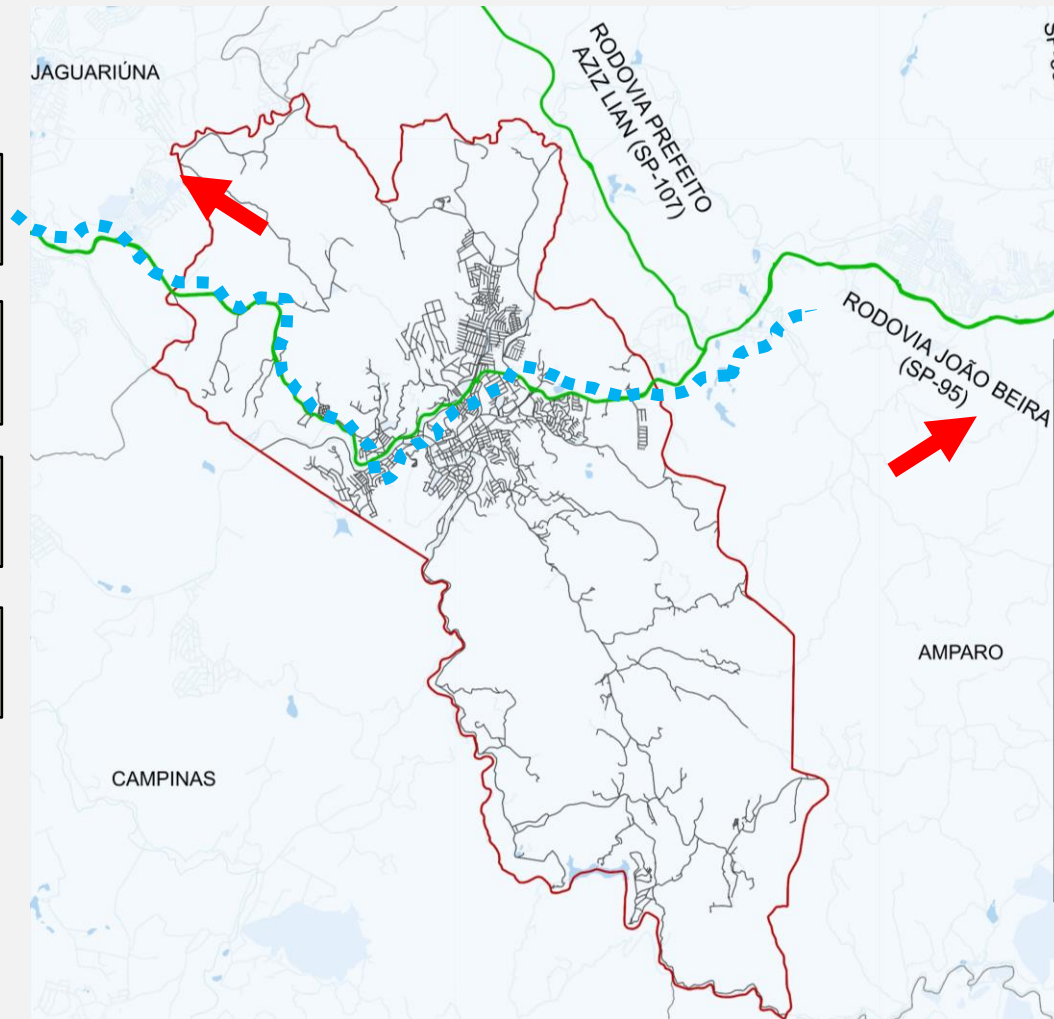 JAGUARIÚNA
RODOVIA PREFEITO
AZIZ LIAN (SP-107)
RODOVIA JOÃO BEIRA
(SP-95)
AMPARO
CAMPINAS